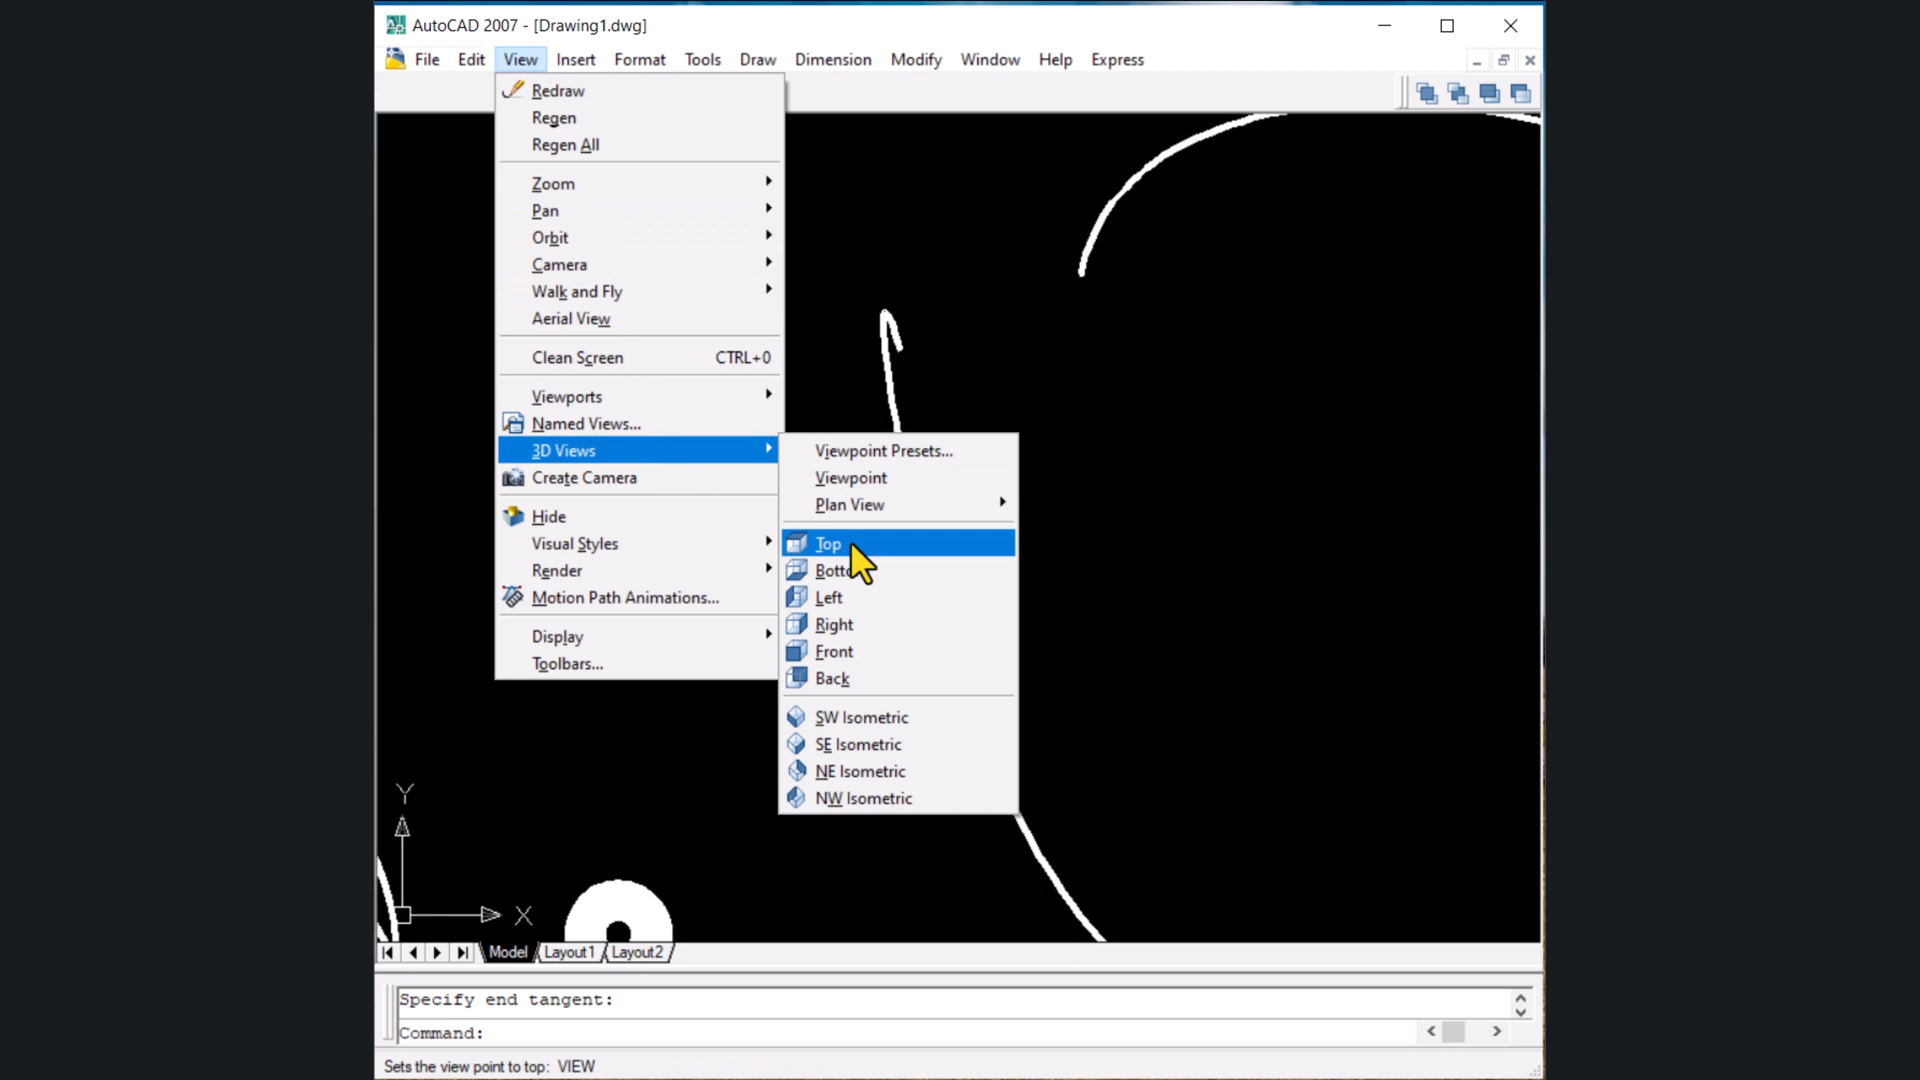 AutoCAD 2007 - [Drawing1.dwg]
File Edit View Insert Format Tools Draw Dimension Modify Window Help Express
Redraw
Regen
Regen All
Zoom
Pan
Orbit
Camera
Walk and Fly
Aerial View
Clean Screen CTRL+0
Viewports
Named Views...
3D Views
Create Camera
Hide
Visual Styles
Render
Motion Path Animations...
Display
Toolbars...
Viewpoint Presets...
Viewpoint
Plan View
Top
Left
Right
Front
Back
SW Isometric
SE Isometric
NE Isometric
NW Isometric
Y
X
Model Layout1 Layout2
Specify end tangent:
Command:
Sets the view point to top: VIEW